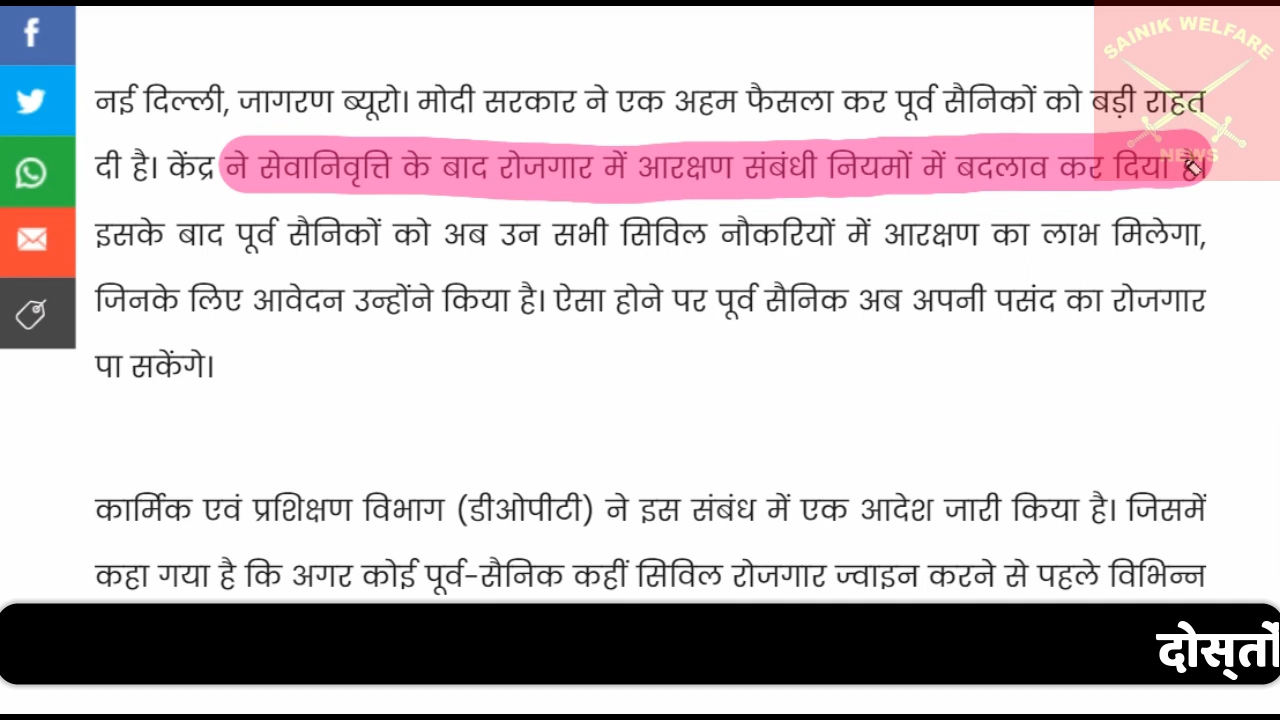 SAINIK WELFARE
NEWS
नई दिल्ली, जागरण ब्यूरो। मोदी सरकार ने एक अहम फैसला कर पूर्व सैनिकों को बड़ी राहत
दी है। केंद्र ने सेवानिवृत्ति के बाद रोजगार में आरक्षण संबंधी नियमों में बदलाव कर दिया है।
इसके बाद पूर्व सैनिकों को अब उन सभी सिविल नौकरियों में आरक्षण का लाभ मिलेगा,
जिनके लिए आवेदन उन्होंने किया है। ऐसा होने पर पूर्व सैनिक अब अपनी पसंद का रोजगार
पा सकेंगे।
कार्मिक एवं प्रशिक्षण विभाग (डीओपीटी) ने इस संबंध में एक आदेश जारी किया है। जिसमें
कहा गया है कि अगर कोई पूर्व-सैनिक कहीं सिविल रोजगार ज्वाइन करने से पहले विभिन्न
दोस्तों